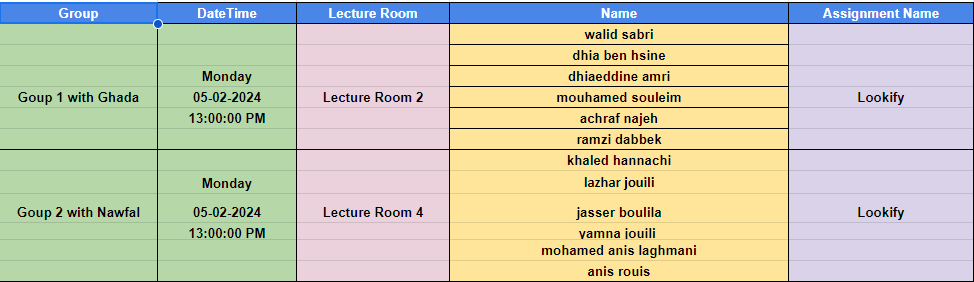 Group DateTime Lecture Room Name Assignment Name
walid sabri
dhia ben hsine
Monday dhiaeddine amri
Goup 1 with Ghada 05-02-2024 Lecture Room 2 mouhamed souleim Lookify
13:00:00 PM achraf najeh
ramzi dabbek
khaled hannachi
Monday lazhar jouili
Goup 2 with Nawfal 05-02-2024 Lecture Room 4 jasser boulila Lookify
13:00:00 PM yamna jouili
mohamed anis laghmani
anis rouis